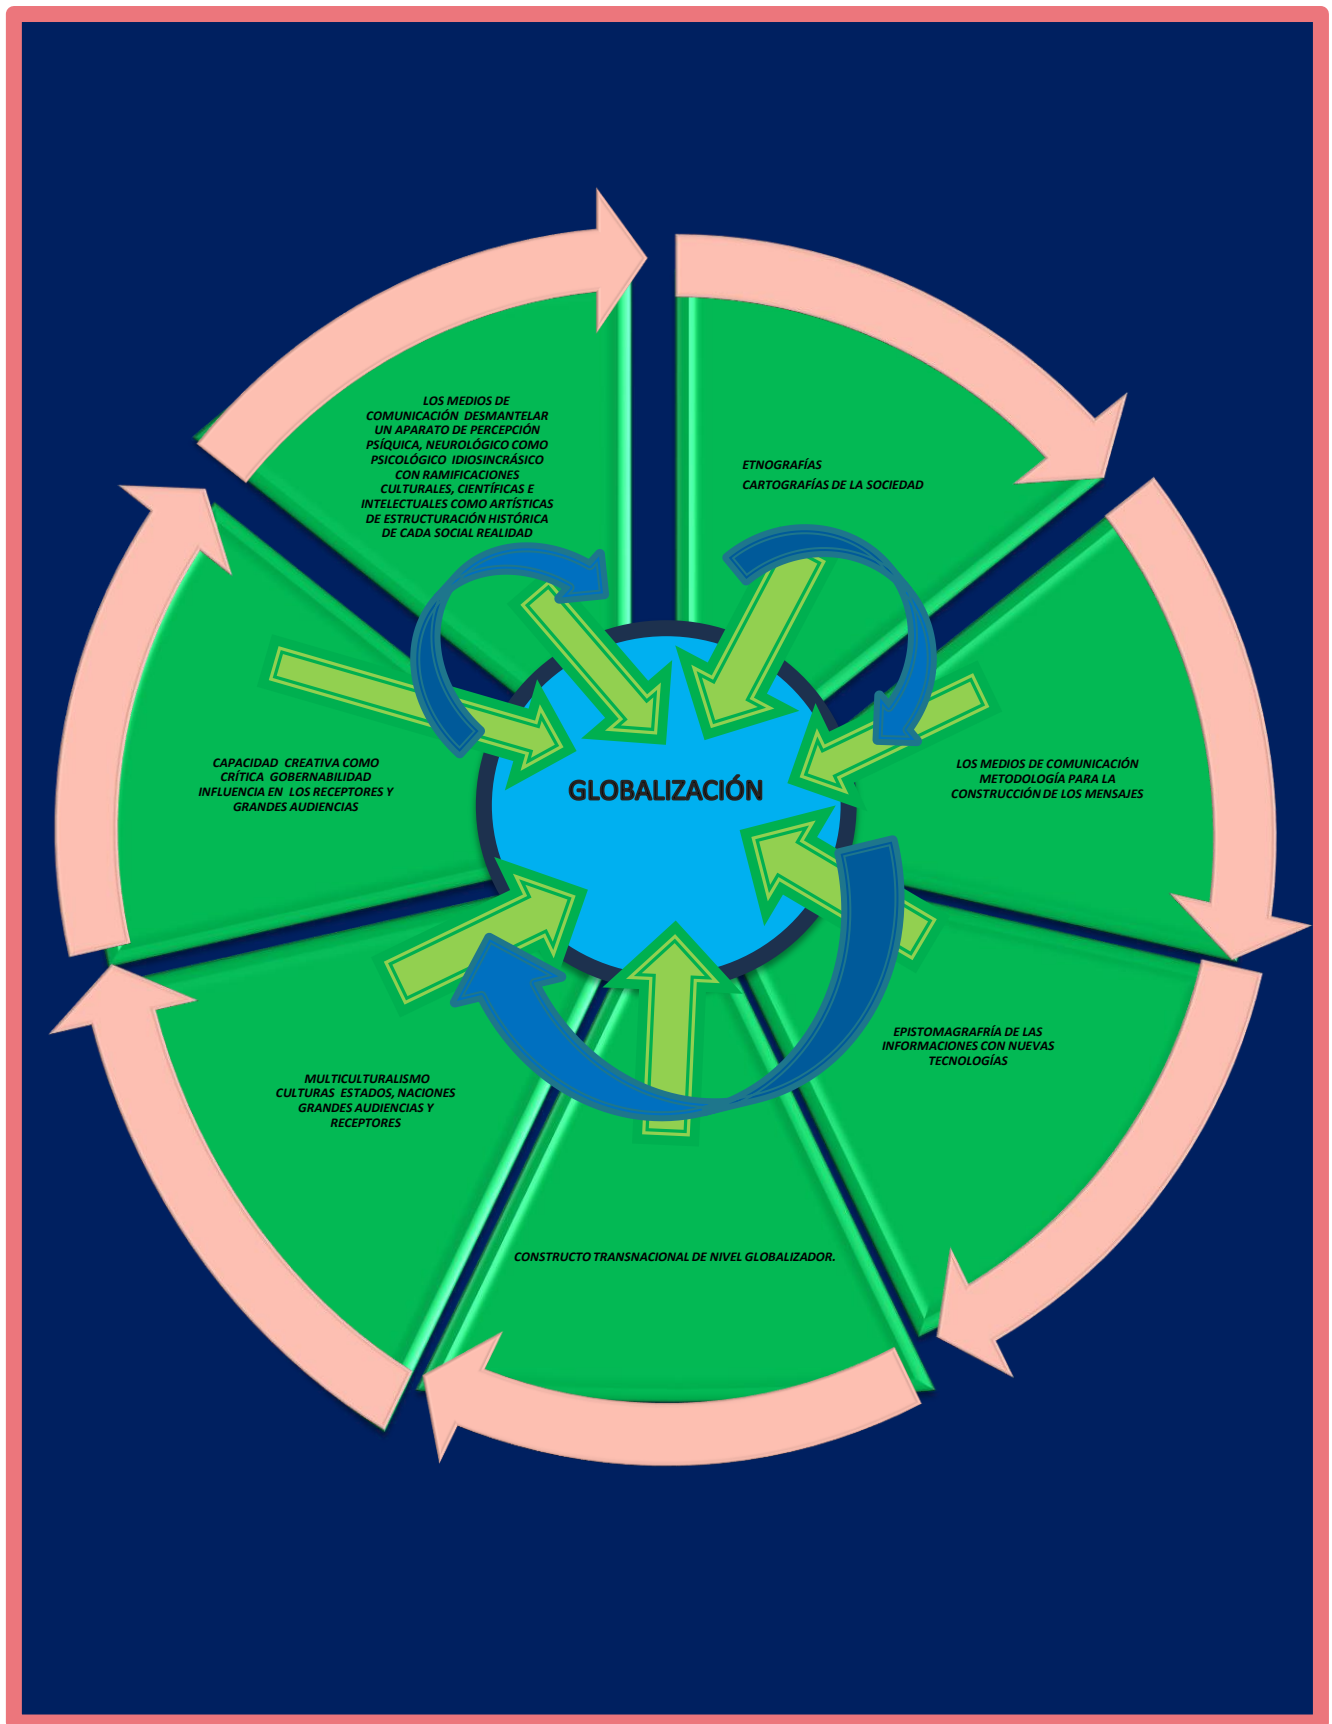 LOS MEDIOS DE
COMUNICACIÓN DESMANTELAR
UN APARATO DE PERCEPCIÓN
PSÍQUICA, NEUROLÓGICO COMO
PSICOLÓGICO IDIOSINCRÁSICO
CON RAMIFICACIONES
CULTURALES, CIENTÍFICAS E
INTELECTUALES COMO ARTÍSTICAS
DE ESTRUCTURACIÓN HISTÓRICA
DE CADA SOCIAL REALIDAD
ETNOGRAFÍAS
CARTOGRAFÍAS DE LA SOCIEDAD
CAPACIDAD CREATIVA COMO
CRÍTICA GOBERNABILIDAD
INFLUENCIA EN LOS RECEPTORES Y
GRANDES AUDIENCIAS
GLOBALIZACIÓN
LOS MEDIOS DE COMUNICACIÓN
METODOLOGÍA PARA LA
CONSTRUCCIÓN DE LOS MENSAJES
EPISTOMAGRAFRÍA DE LAS
INFORMACIONES CON NUEVAS
TECNOLOGÍAS
MULTICULTURALISMO
CULTURAS ESTADOS, NACIONES
GRANDES AUDIENCIAS Y
RECEPTORES
CONSTRUCTO TRANSNACIONAL DE NIVEL GLOBALIZADOR.